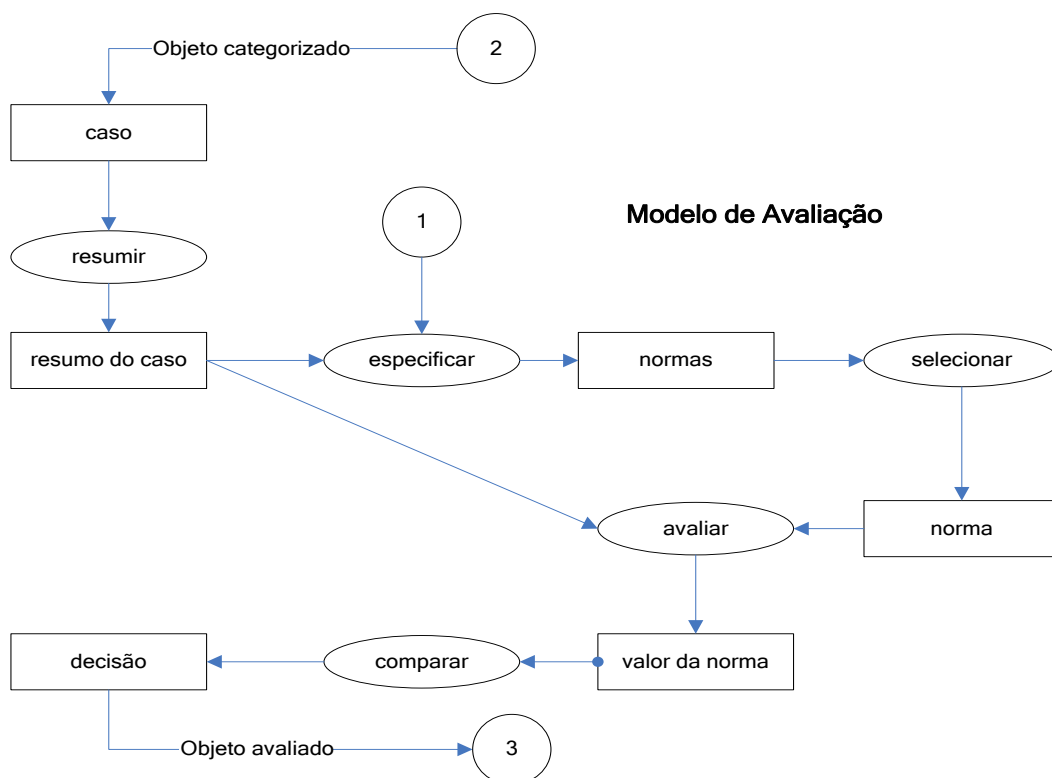 Objeto categorizado
2
caso
1
Modelo de Avaliação
resumir
resumo do caso
especificar
normas
selecionar
avaliar
norma
decisão
comparar
valor da norma
Objeto avaliado
3